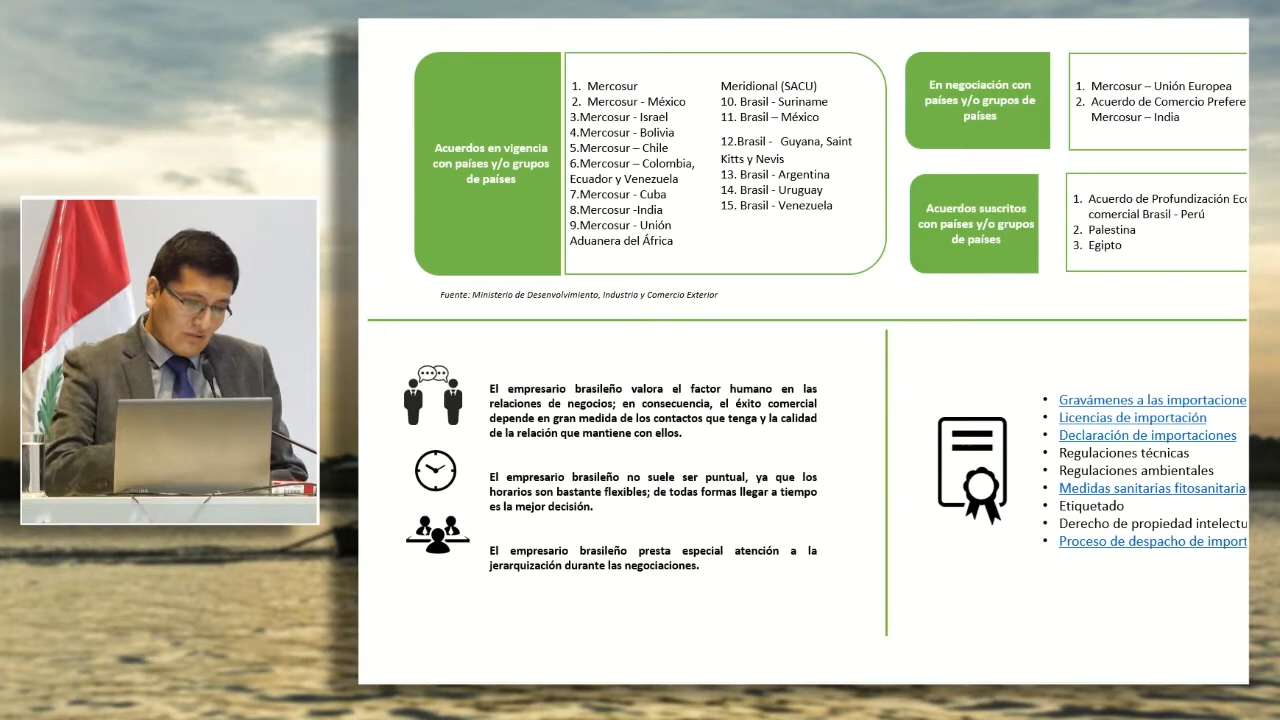 Acuerdos en vigencia
con países y/o grupos
de países
1. Mercosur
2. Mercosur - México
3.Mercosur - Israel
4.Mercosur - Bolivia
5.Mercosur – Chile
6.Mercosur – Colombia,
Ecuador y Venezuela
7.Mercosur - Cuba
8.Mercosur -India
9.Mercosur - Unión
Aduanera del África
Meridional (SACU)
10. Brasil - Suriname
11. Brasil – México
12.Brasil - Guyana, Saint
Kitts y Nevis
13. Brasil - Argentina
14. Brasil - Uruguay
15. Brasil - Venezuela
En negociación con
países y/o grupos de
países
1. Mercosur – Unión Europea
2. Acuerdo de Comercio Prefere
Mercosur – India
Acuerdos suscritos
con países y/o grupos
de países
1. Acuerdo de Profundización Ec
comercial Brasil - Perú
2. Palestina
3. Egipto
Fuente: Ministerio de Desenvolvimiento, Industria y Comercio Exterior
El empresario brasileño valora el factor humano en las
relaciones de negocios; en consecuencia, el éxito comercial
depende en gran medida de los contactos que tenga y la calidad
de la relación que mantiene con ellos.
El empresario brasileño no suele ser puntual, ya que los
horarios son bastante flexibles; de todas formas llegar a tiempo
es la mejor decisión.
El empresario brasileño presta especial atención a la
jerarquización durante las negociaciones.
• Gravámenes a las importacione
• Licencias de importación
• Declaración de importaciones
• Regulaciones técnicas
• Regulaciones ambientales
• Medidas sanitarias fitosanitaria
• Etiquetado
• Derecho de propiedad intelectu
• Proceso de despacho de import